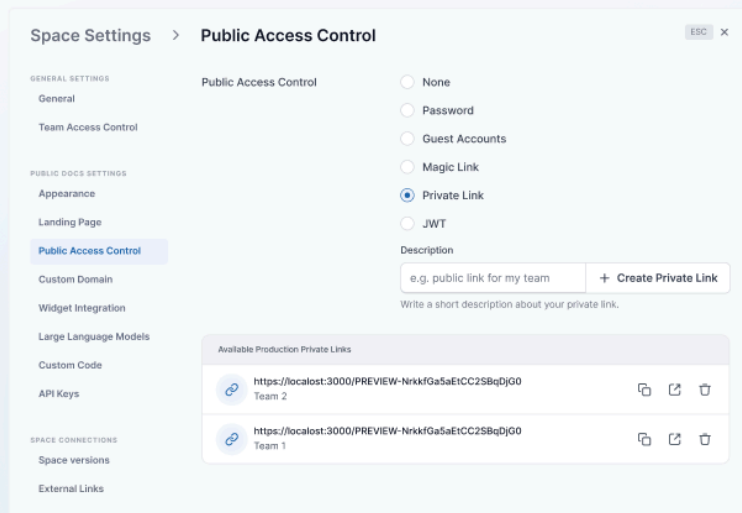 Space Settings > Public Access Control
ESC ×
GENERAL SETTINGS
General
Team Access Control
PUBLIC DOCS SETTINGS
Appearance
Landing Page
Public Access Control
Custom Domain
Widget Integration
Large Language Models
Custom Code
API Keys
SPACE CONNECTIONS
Space versions
External Links
Public Access Control
None
Password
Guest Accounts
Magic Link
Private Link
JWT
Description
e.g. public link for my team
+ Create Private Link
Write a short description about your private link.
Available Production Private Links
https://localost:3000/PREVIEW-NrkkfGa5aEtCC2SBqDjG0
Team 2
https://localost:3000/PREVIEW-NrkkfGa5aEtCC2SBqDjG0
Team 1